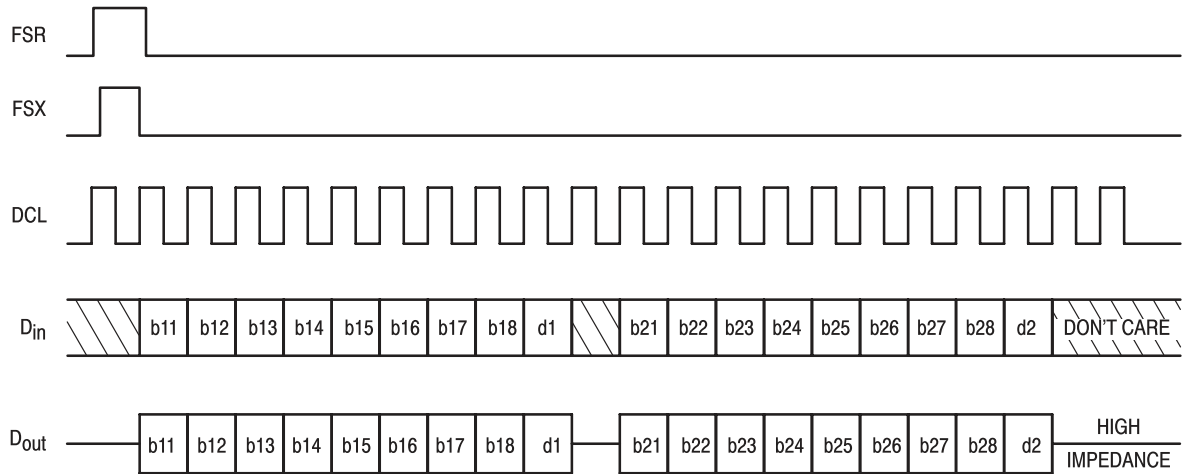 FSR
FSX
DCL
Din b11 b12 b13 b14 b15 b16 b17 b18 d1 b21 b22 b23 b24 b25 b26 b27 b28 d2 DON'T CARE
Dout b11 b12 b13 b14 b15 b16 b17 b18 d1 b21 b22 b23 b24 b25 b26 b27 b28 d2 HIGH
IMPEDANCE